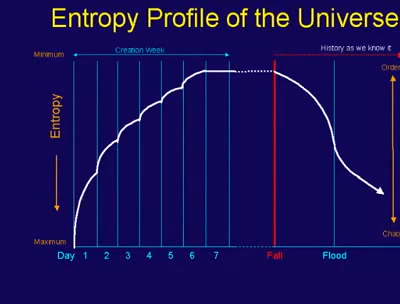 Entropy Profile of the Universe
Minimum
Creation Week
History as we know it
Order
Entropy
Maximum
Chao
Day 1 2 3 4 5 6 7 Fall Flood